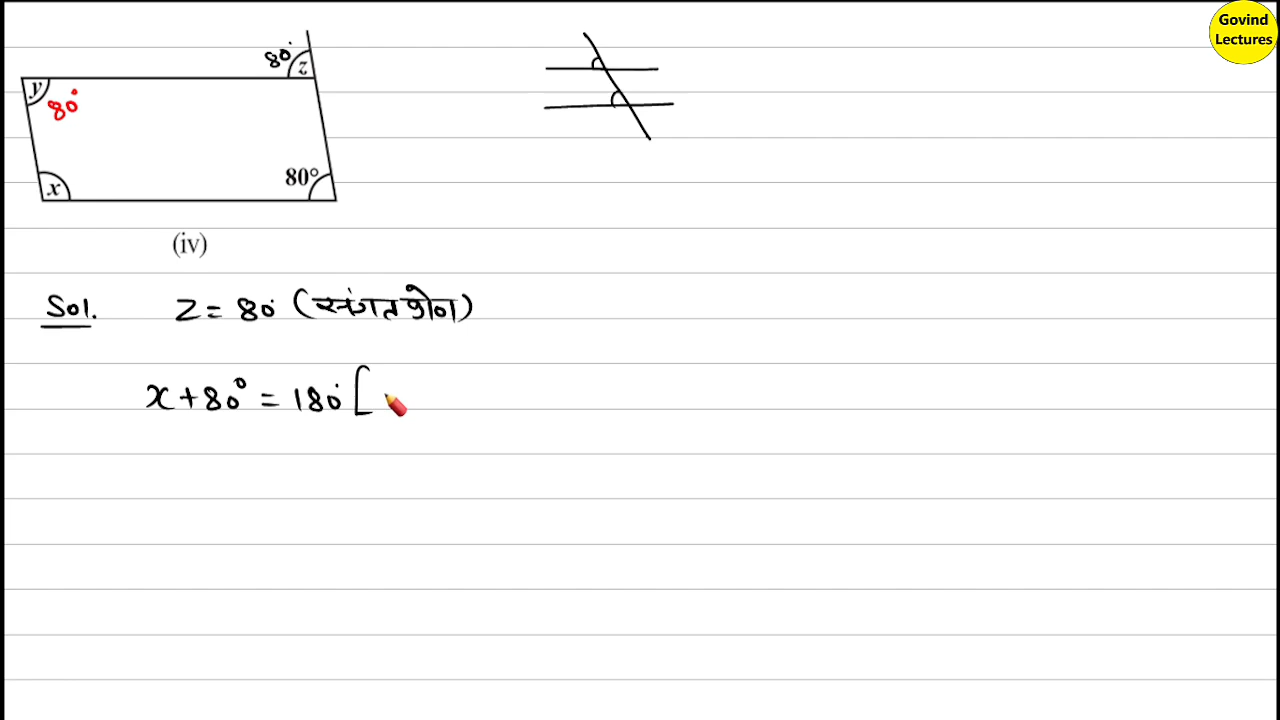 Govind
Lectures
80° z
y 80°
x 80°
(iv)
Sol. z = 80° (संगत कोण)
x + 80° = 180° [